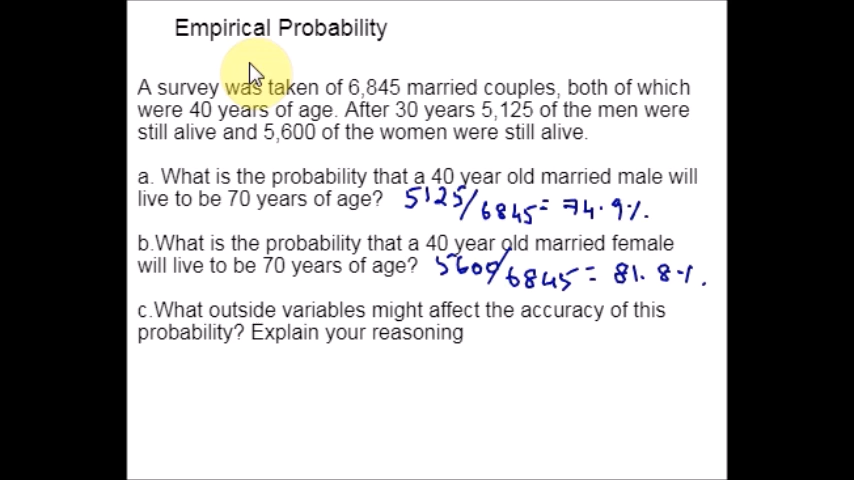 Empirical Probability
A survey was taken of 6,845 married couples, both of which
were 40 years of age. After 30 years 5,125 of the men were
still alive and 5,600 of the women were still alive.
a. What is the probability that a 40 year old married male will
live to be 70 years of age? 5125/6845 = 74.9%.
b.What is the probability that a 40 year old married female
will live to be 70 years of age? 5600/6845 = 81.8%.
c.What outside variables might affect the accuracy of this
probability? Explain your reasoning